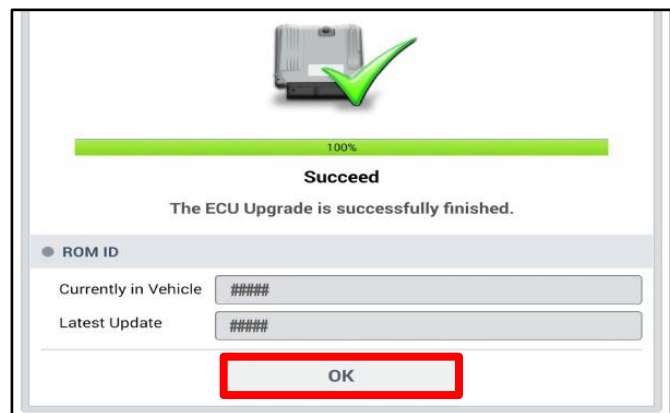 100%
Succeed
The ECU Upgrade is successfully finished.
ROM ID
Currently in Vehicle #####
Latest Update #####
OK